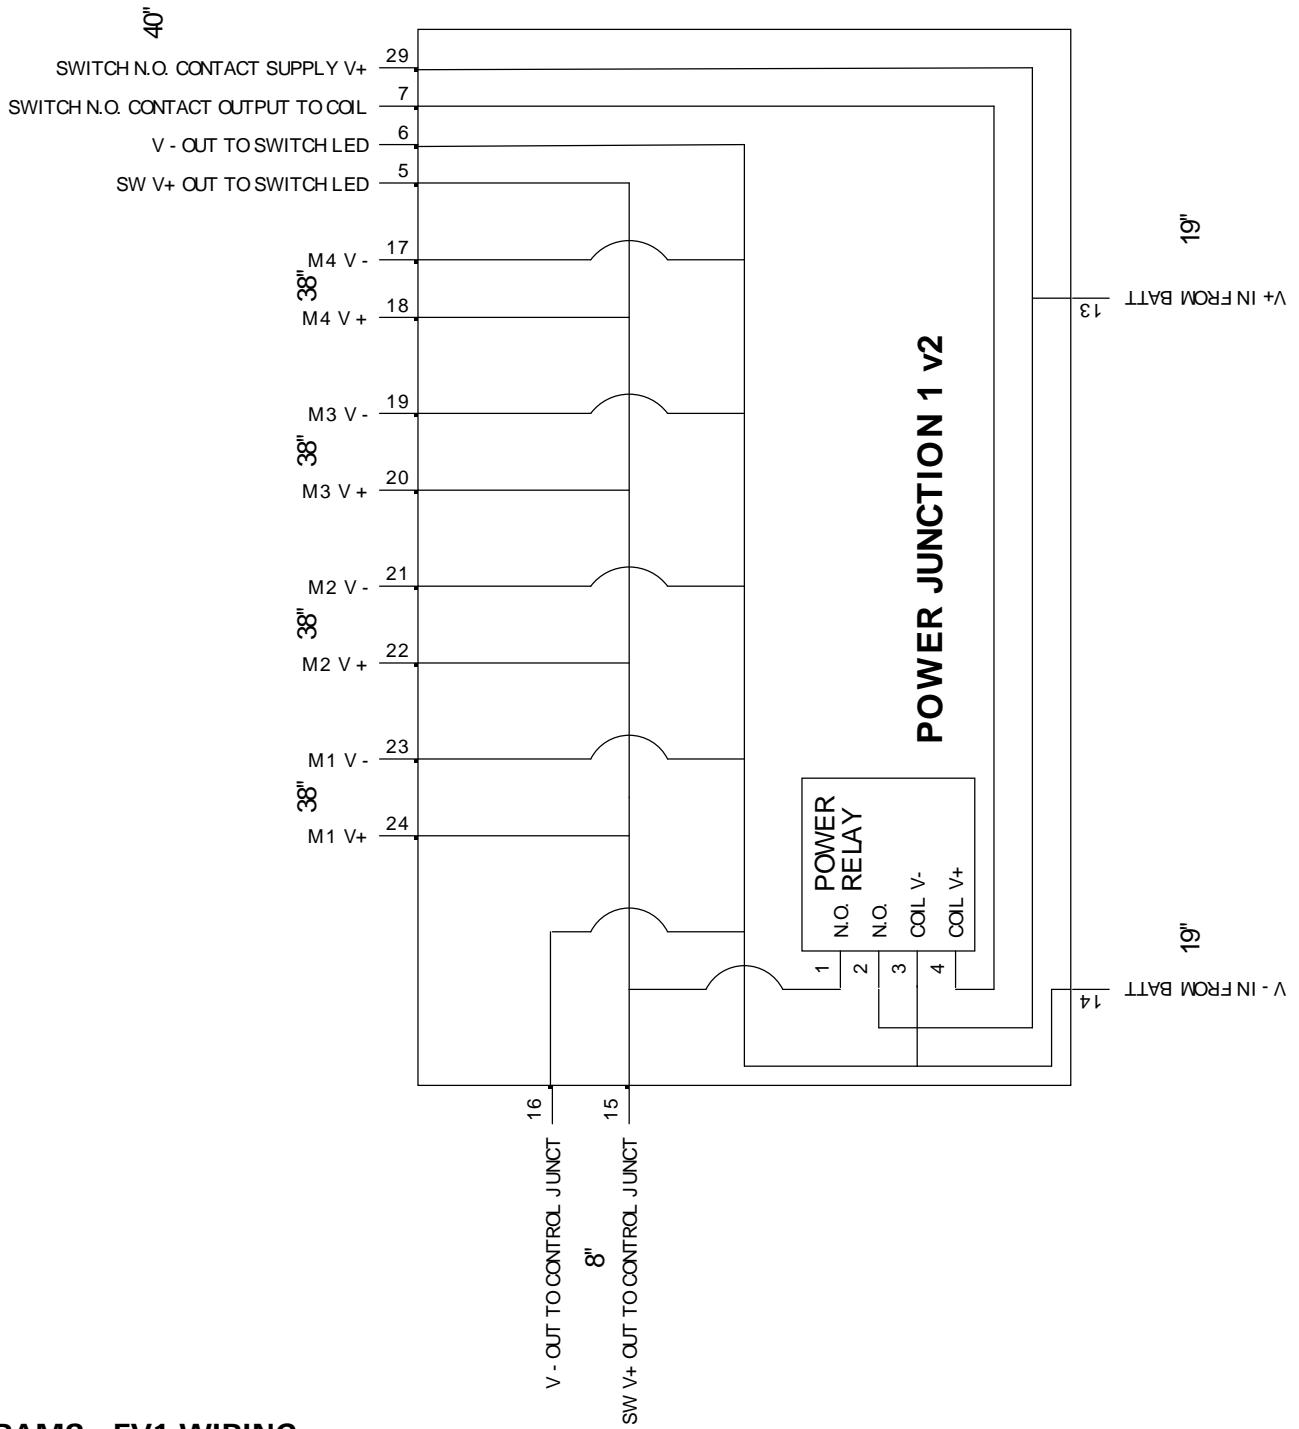 40"
29
SWITCH N.O. CONTACT SUPPLY V+
7
SWITCH N.O. CONTACT OUTPUT TO COIL
6
V - OUT TO SWITCH LED
5
SW V+ OUT TO SWITCH LED
17
M4 V -
38"
18
M4 V +
19
M3 V -
38"
20
M3 V +
21
M2 V -
38"
22
M2 V +
23
M1 V -
38"
24
M1 V+
19"
V+ IN FROM BATT
13
POWER JUNCTION 1 v2
POWER
RELAY
N.O.
N.O.
COIL V-
COIL V+
1
2
3
4
19"
V - IN FROM BATT
14
16
15
V - OUT TO CONTROL JUNCT
8"
SW V+ OUT TO CONTROL JUNCT